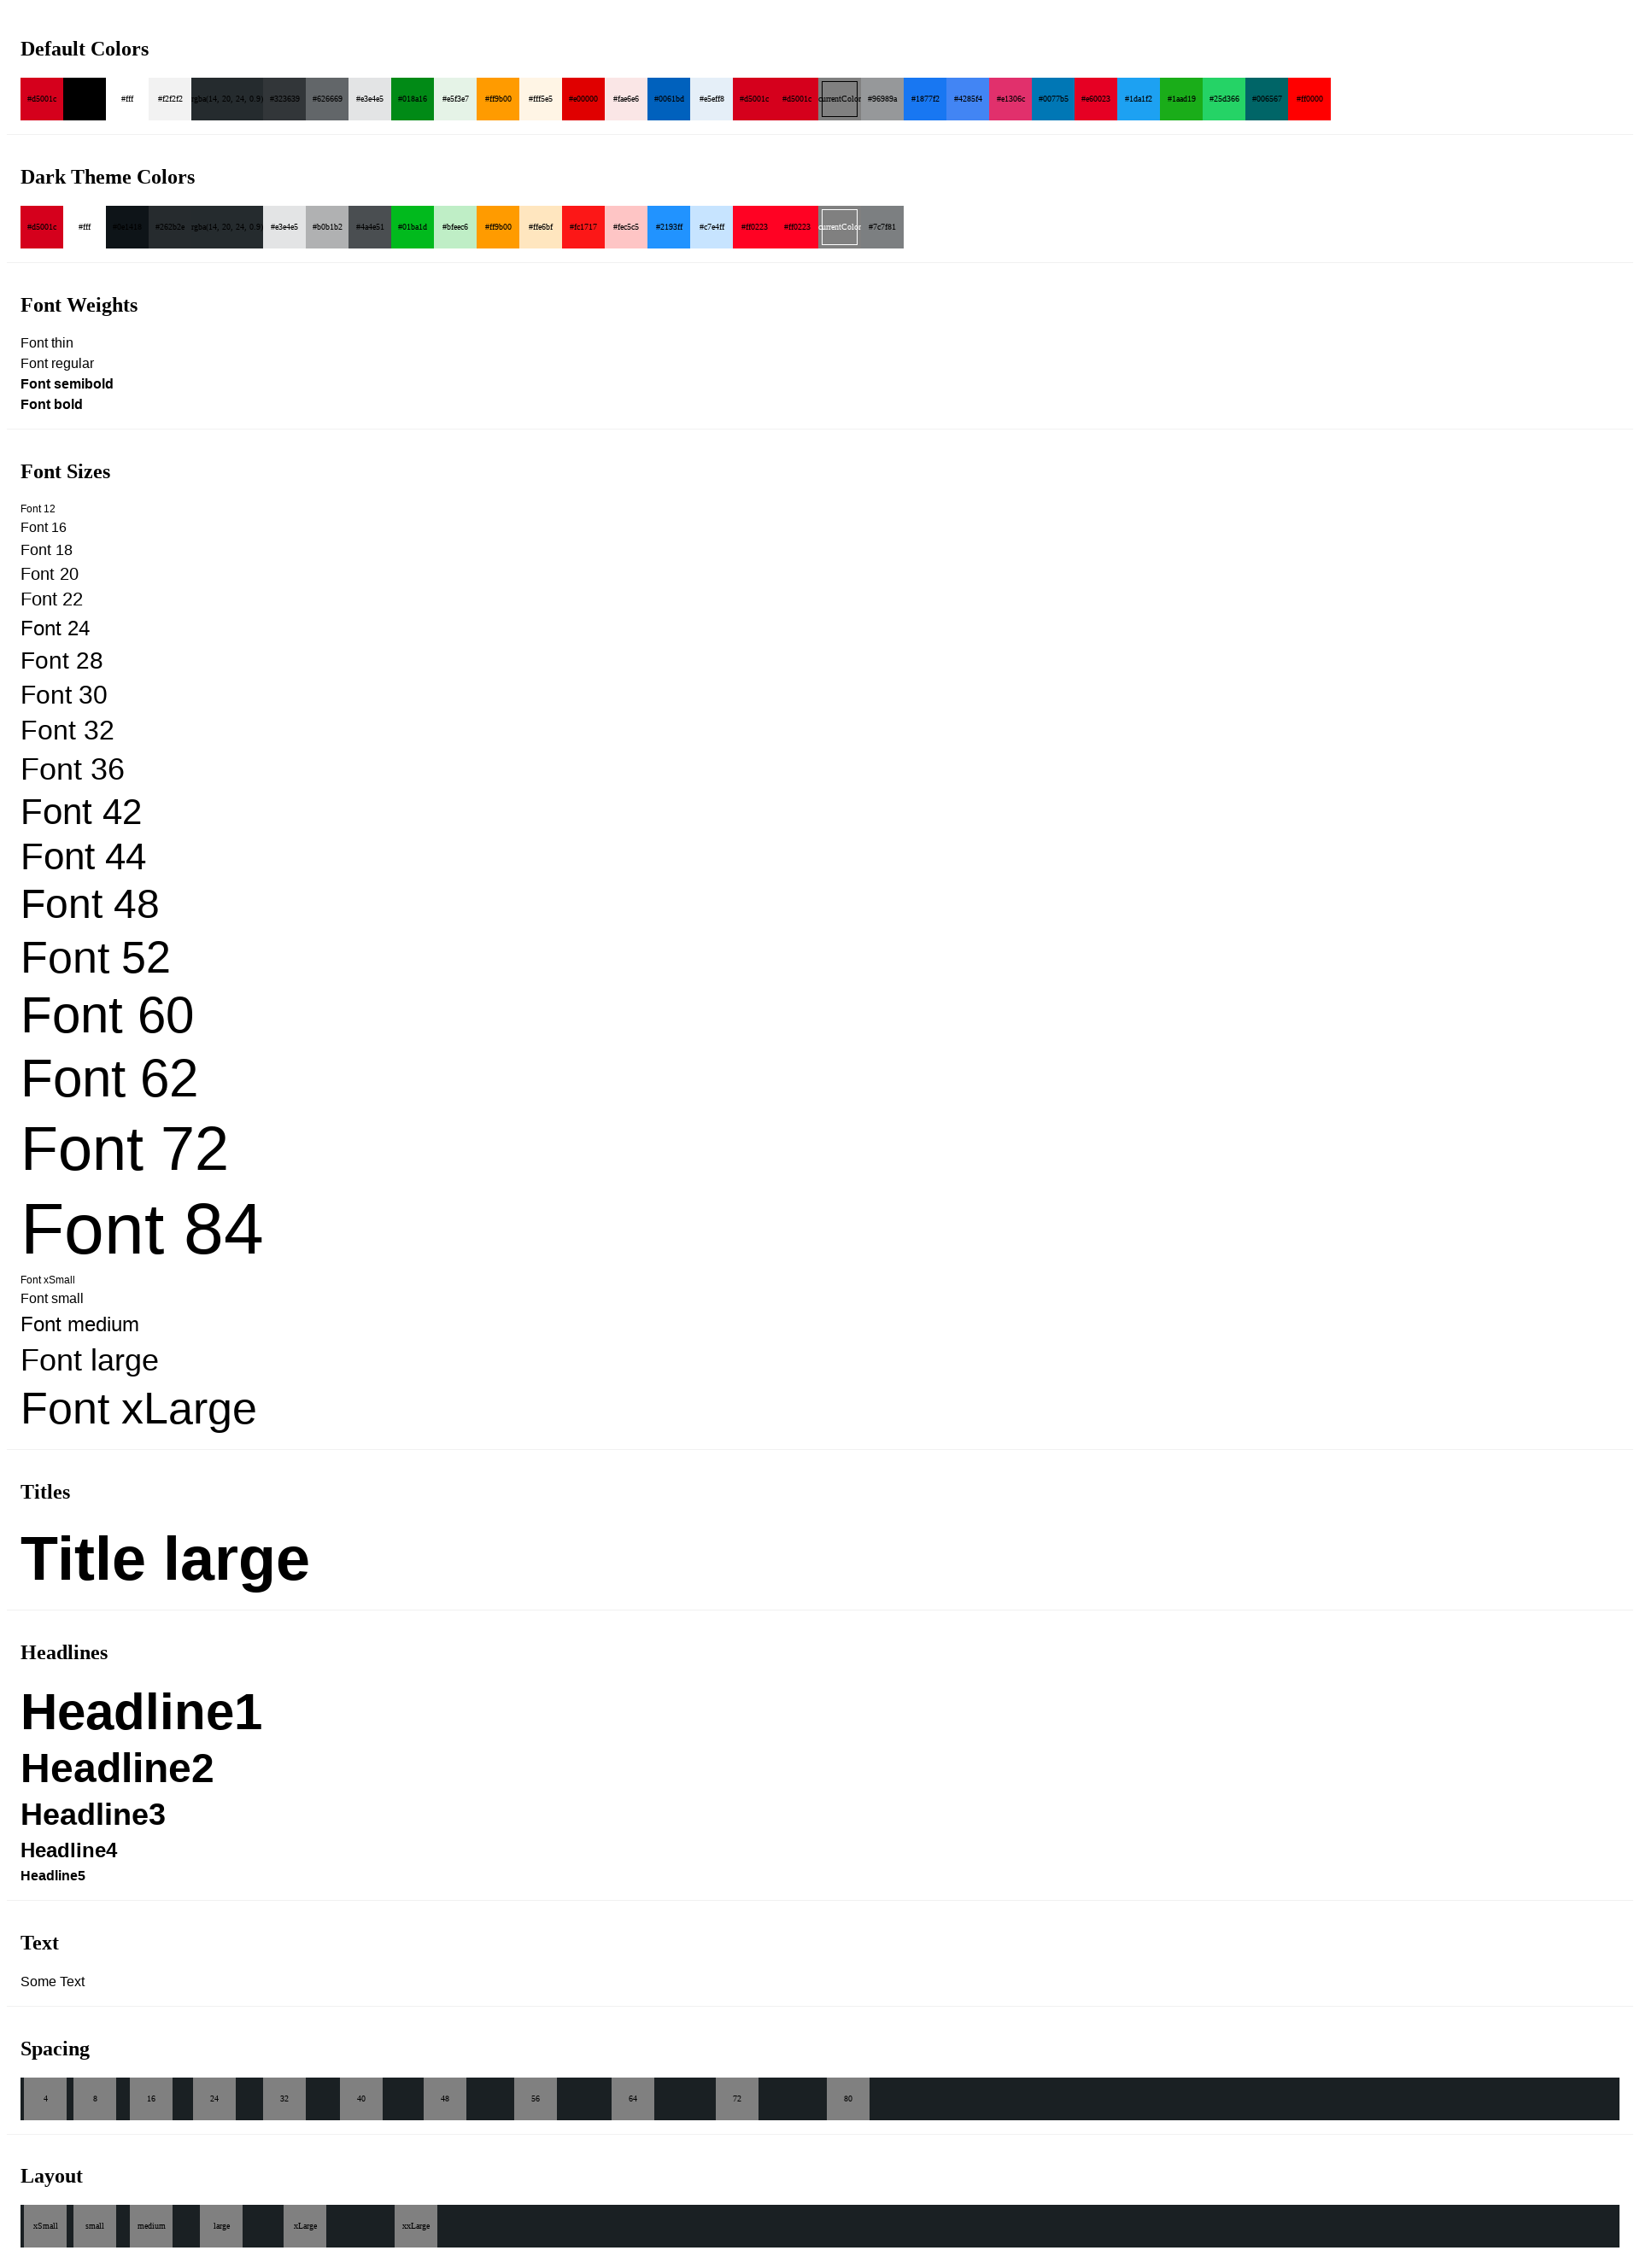 Default Colors
#d5001c #fff #f2f2f2 rgba(14, 20, 24, 0.9) #323639 #626669 #e3e4e5 #018a16 #e5f3e7 #ff9b00 #fff5e5 #e00000 #fae6e6 #0061bd #e5eff8 #d5001c #d5001c currentColor #96989a #1877f2 #4285f4 #e1306c #0077b5 #e60023 #1da1f2 #1aad19 #25d366 #006567 #ff0000
Dark Theme Colors
#d5001c #fff #0e1418 #262b2e rgba(14, 20, 24, 0.9) #e3e4e5 #b0b1b2 #4a4e51 #01ba1d #bfeec6 #ff9b00 #ffe6bf #fc1717 #fec5c5 #2193ff #c7e4ff #ff0223 #ff0223 currentColor #7c7f81
Font Weights
Font thin
Font regular
Font semibold
Font bold
Font Sizes
Font 12
Font 16
Font 18
Font 20
Font 22
Font 24
Font 28
Font 30
Font 32
Font 36
Font 42
Font 44
Font 48
Font 52
Font 60
Font 62
Font 72
Font 84
Font xSmall
Font small
Font medium
Font large
Font xLarge
Titles
Title large
Headlines
Headline1
Headline2
Headline3
Headline4
Headline5
Text
Some Text
Spacing
4 8 16 24 32 40 48 56 64 72 80
Layout
xSmall small medium large xLarge xxLarge